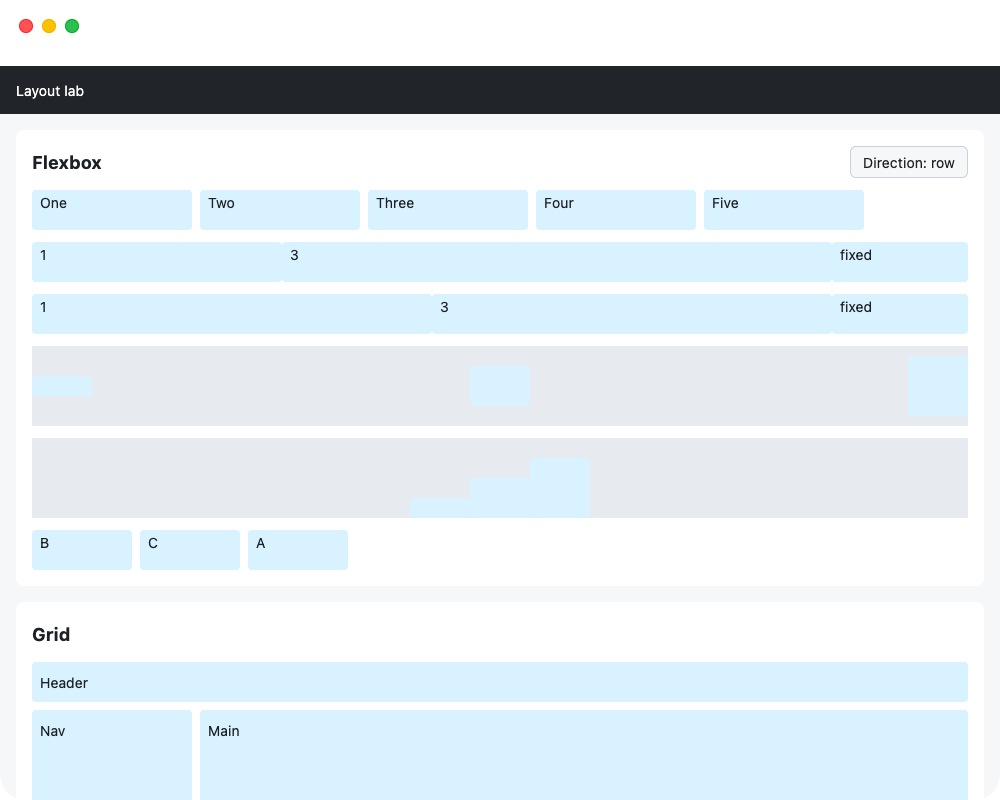 Layout lab
Flexbox
Direction: row
One Two Three Four Five
1 3 fixed
1 3 fixed
B C A
Grid
Header
Nav Main